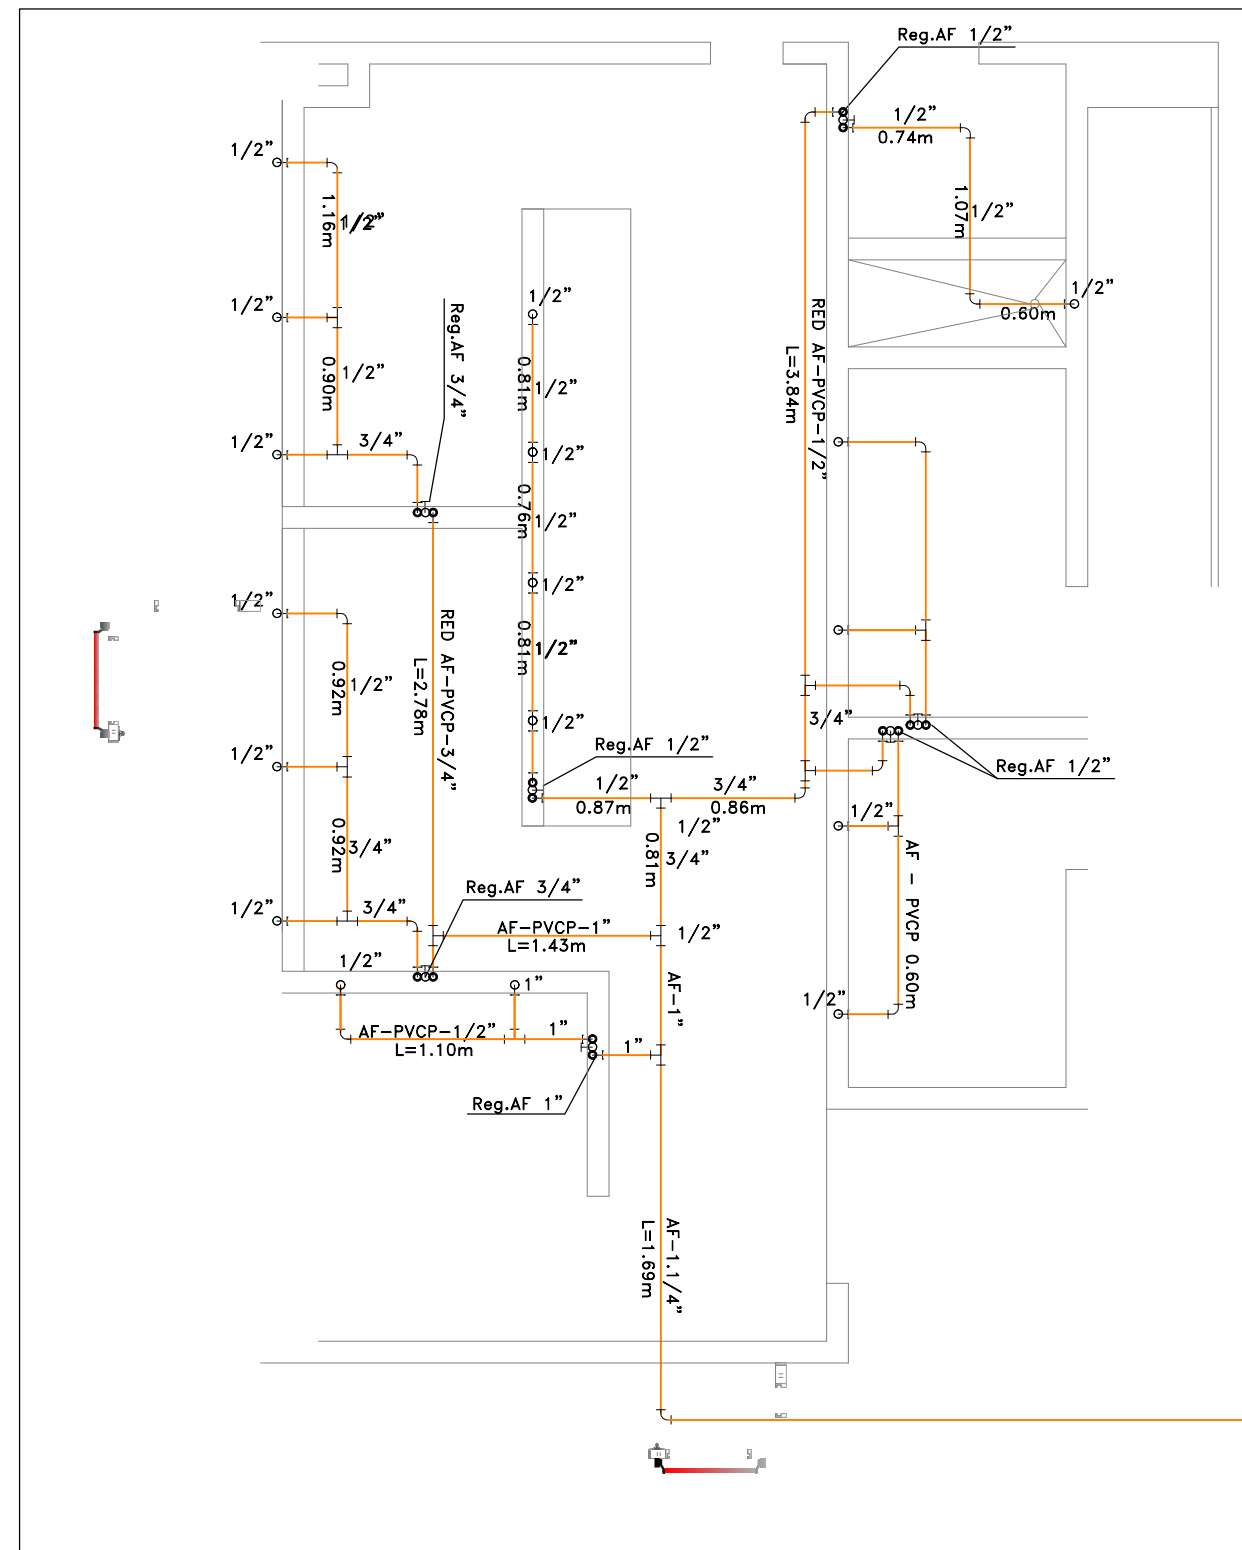 Reg.AF 1/2”
1/2”
0.74m
1/2”
1.16m
1/2”
1/2”
1.07m
1/2”
1/2”
0.60m
1/2”
1/2”
Reg.AF 3/4”
RED AF-PVCP-1/2”
L=3.84m
0.90m
1/2”
0.81m
1/2”
1/2”
3/4”
1/2”
0.76m
1/2”
1/2”
1/2”
RED AF-PVCP-3/4”
L=2.78m
0.81m
1/2”
0.92m
1/2”
1/2”
3/4”
Reg.AF 1/2”
Reg.AF 1/2”
1/2”
0.87m
3/4”
0.86m
1/2”
1/2”
0.81m
3/4”
0.92m
3/4”
AF - PVCP 0.60m
Reg.AF 3/4”
1/2”
3/4”
AF-PVCP-1”
L=1.43m
1/2”
1/2”
1”
AF-1”
1/2”
AF-PVCP-1/2”
L=1.10m
1”
1”
Reg.AF 1”
AF-1.1/4”
L=1.69m